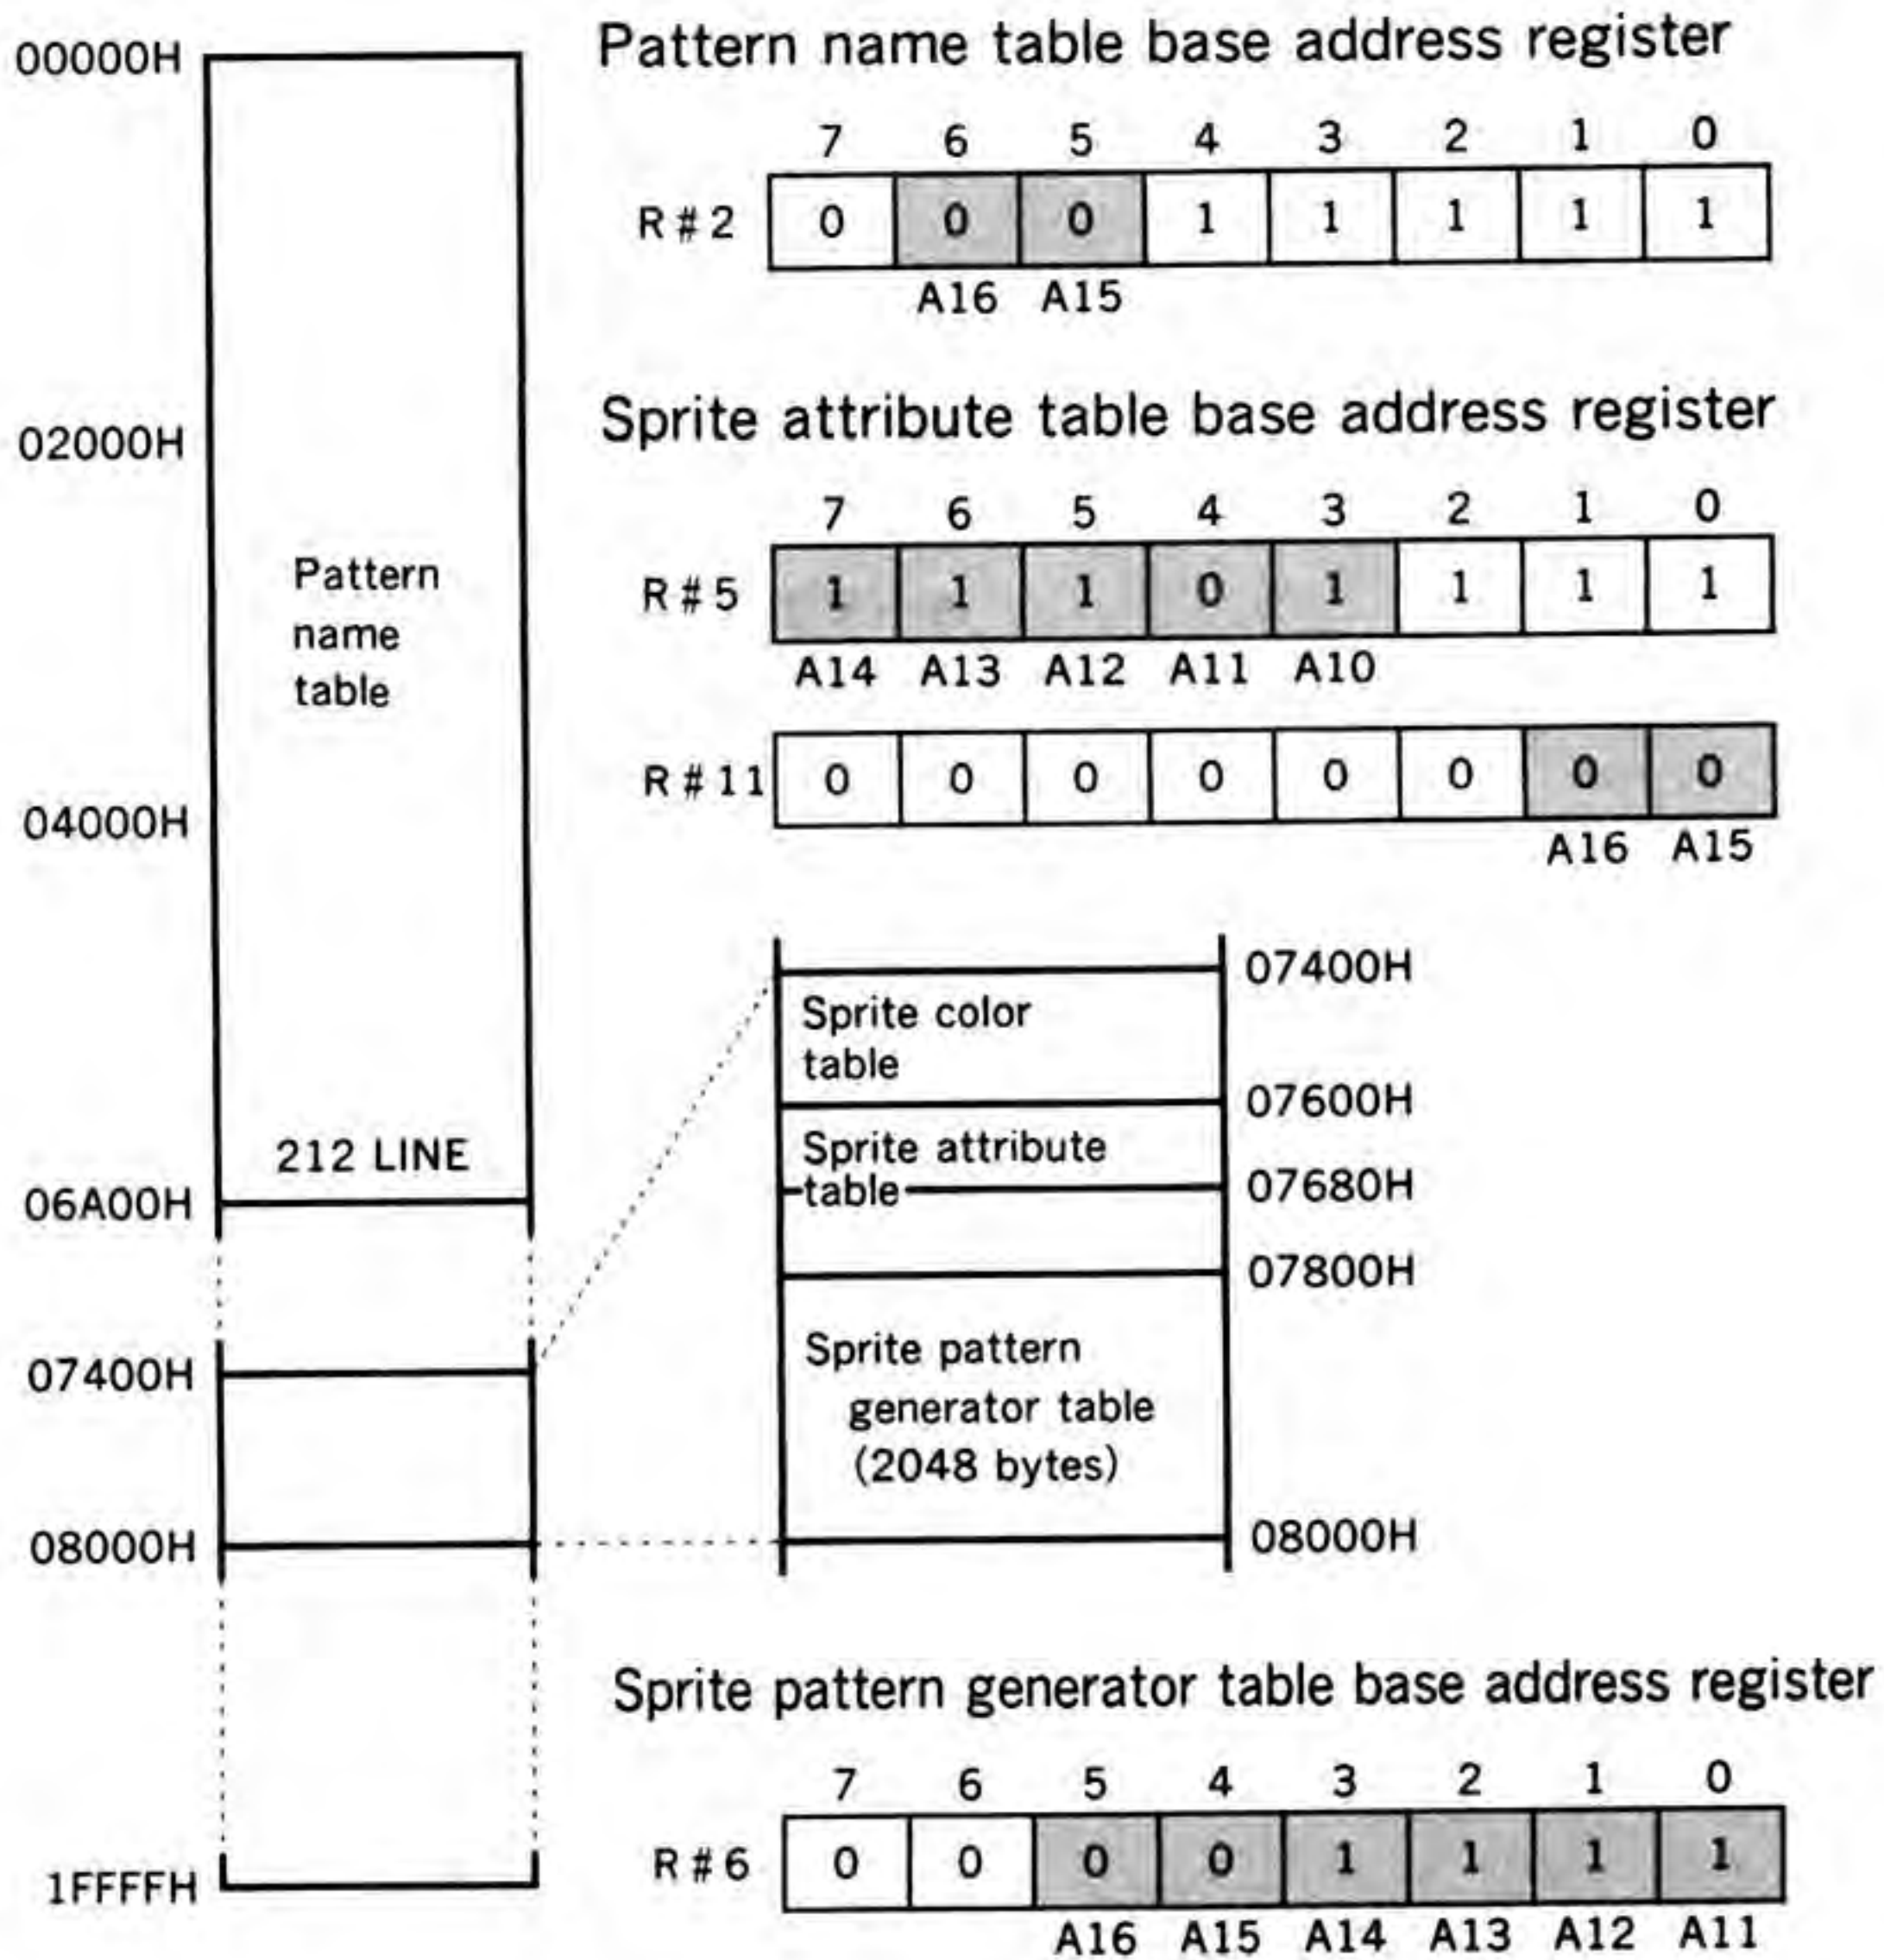 Pattern name table base address register
00000H
7 6 5 4 3 2 1 0
R#2 0 0 0 1 1 1 1 1
A16 A15
Sprite attribute table base address register
02000H
7 6 5 4 3 2 1 0
R#5 1 1 1 0 1 1 1 1
A14 A13 A12 A11 A10
Pattern
name
table
R#11 0 0 0 0 0 0 0 0
A16 A15
04000H
212 LINE
06A00H
07400H
08000H
1FFFFH
07400H
Sprite color
table
07600H
Sprite attribute
table
07680H
07800H
Sprite pattern
generator table
(2048 bytes)
08000H
Sprite pattern generator table base address register
7 6 5 4 3 2 1 0
R#6 0 0 0 0 1 1 1 1
A16 A15 A14 A13 A12 A11